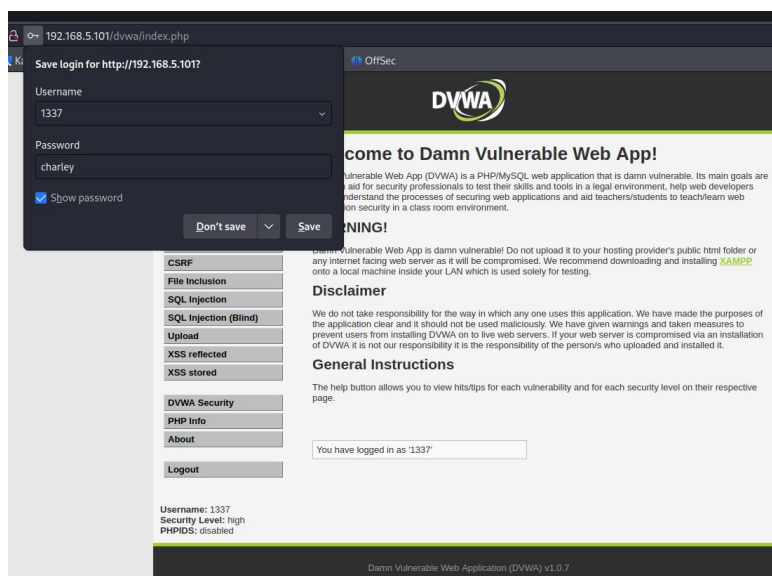 192.168.5.101/dvwa/index.php
OffSec
Save login for http://192.168.5.101?
Username
1337
Password
charley
Show password
Don't save
Save
DVWA
come to Damn Vulnerable Web App!
Vulnerable Web App (DVWA) is a PHP/MySQL web application that is damn vulnerable. Its main goals are
aid for security professionals to test their skills and tools in a legal environment, help web developers
nderstand the processes of securing web applications and aid teachers/students to teach/learn web
ion security in a class room environment.
NING!
Damn Vulnerable Web App is damn vulnerable! Do not upload it to your hosting provider's public html folder or
any internet facing web server as it will be compromised. We recommend downloading and installing XAMPP
onto a local machine inside your LAN which is used solely for testing.
Disclaimer
We do not take responsibility for the way in which any one uses this application. We have made the purposes of
the application clear and it should not be used maliciously. We have given warnings and taken measures to
prevent users from installing DVWA on to live web servers. If your web server is compromised via an installation
of DVWA it is not our responsibility it is the responsibility of the person/s who uploaded and installed it.
General Instructions
The help button allows you to view hits/tips for each vulnerability and for each security level on their respective
page.
You have logged in as '1337'
CSRF
File Inclusion
SQL Injection
SQL Injection (Blind)
Upload
XSS reflected
XSS stored
DVWA Security
PHP Info
About
Logout
Username: 1337
Security Level: high
PHPIDS: disabled
Damn Vulnerable Web Application (DVWA) v1.0.7